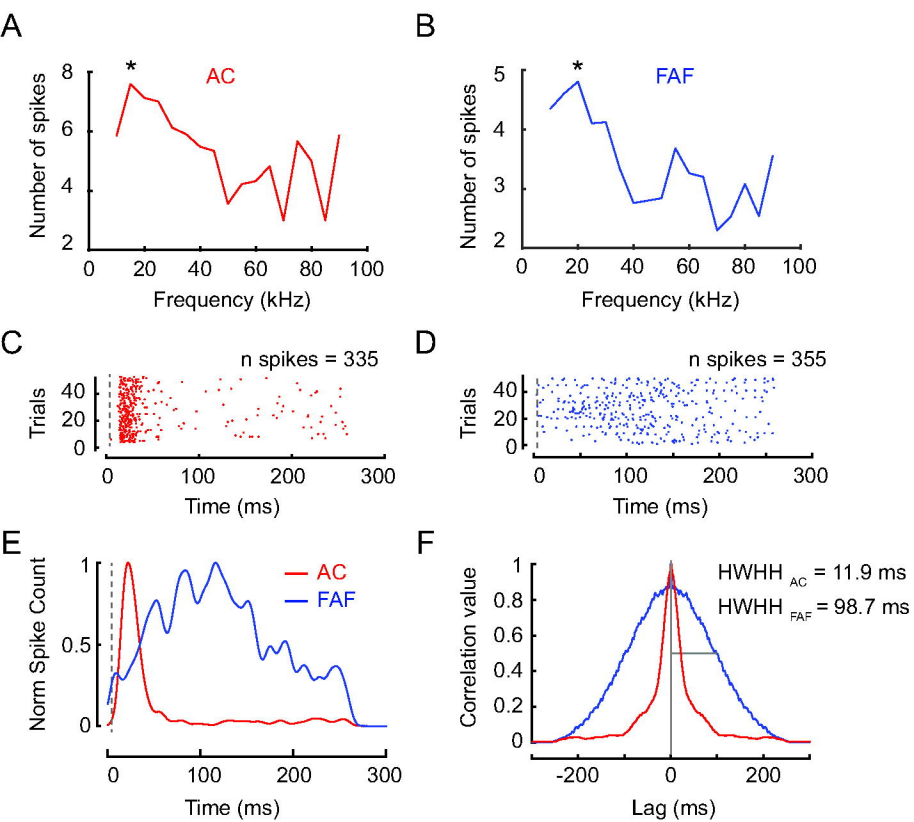 A
AC
*
Number of spikes
8
6
4
2
0 20 40 60 80 100
Frequency (kHz)
B
FAF
*
Number of spikes
5
4
3
2
0 20 40 60 80 100
Frequency (kHz)
C
n spikes = 335
Trials
40
20
0
0 100 200 300
Time (ms)
D
n spikes = 355
Trials
40
20
0
0 100 200 300
Time (ms)
E
AC
FAF
Norm Spike Count
1
0.5
0
0 100 200 300
Time (ms)
F
HWHH AC = 11.9 ms
HWHH FAF = 98.7 ms
Correlation value
1
0.8
0.6
0.4
0.2
0
-200 0 200
Lag (ms)